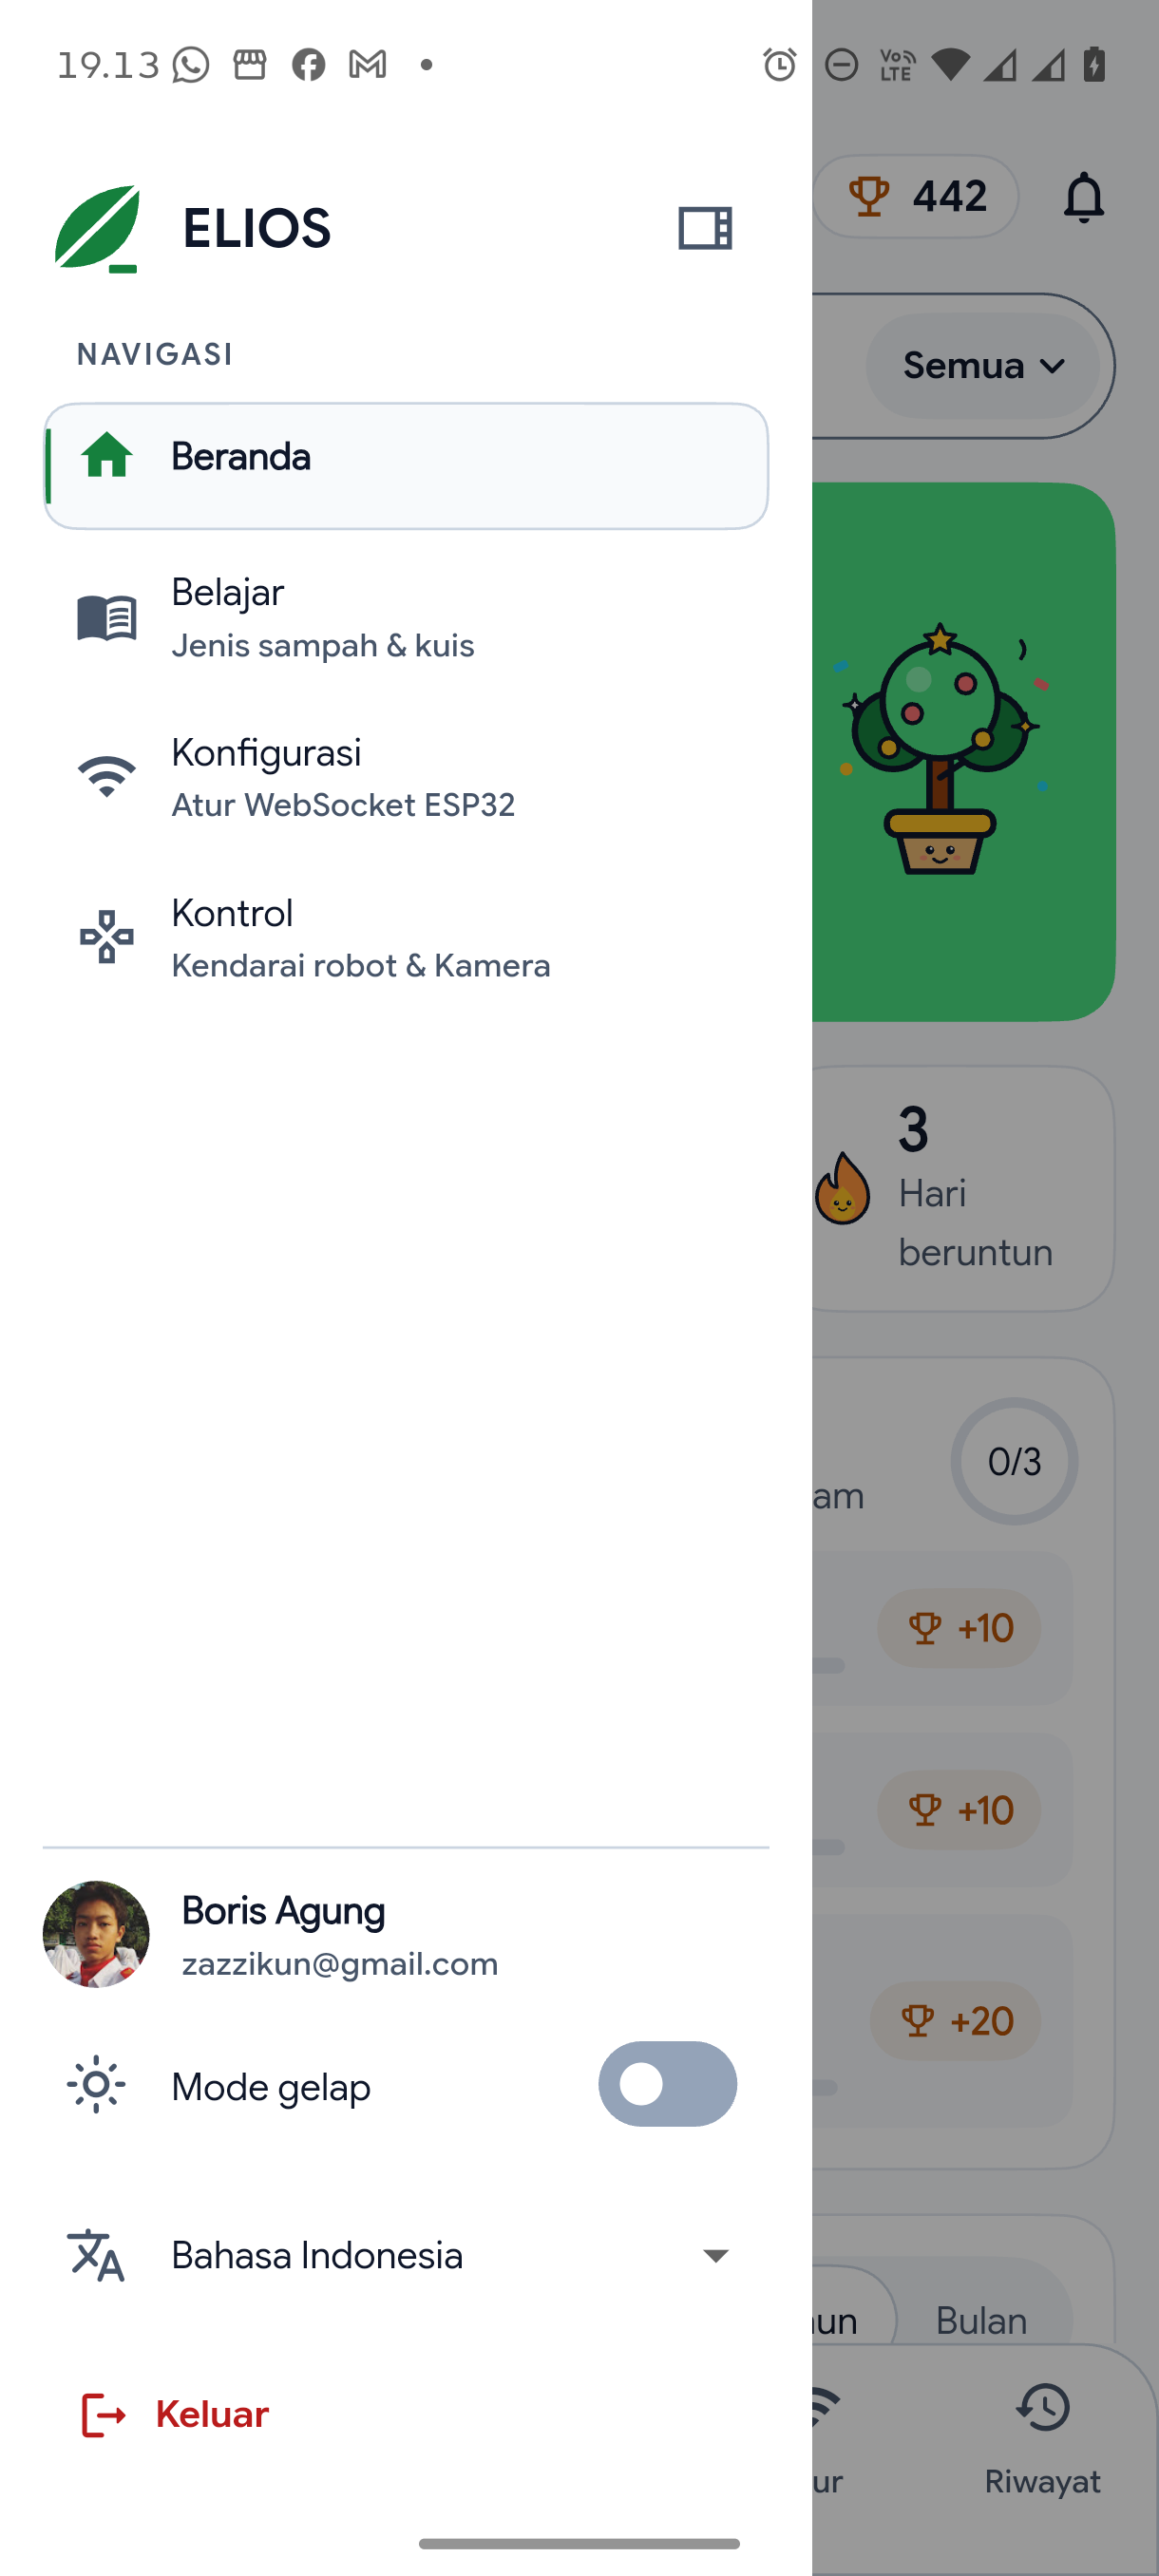 19.13
Vo LTE
ELIOS
442
NAVIGASI
Semua
Beranda
Belajar
Jenis sampah & kuis
Konfigurasi
Atur WebSocket ESP32
Kontrol
Kendarai robot & Kamera
3
Hari
beruntun
0/3
am
+10
+10
+20
Boris Agung
zazzikun@gmail.com
Mode gelap
Bahasa Indonesia
un
Bulan
Keluar
ur
Riwayat